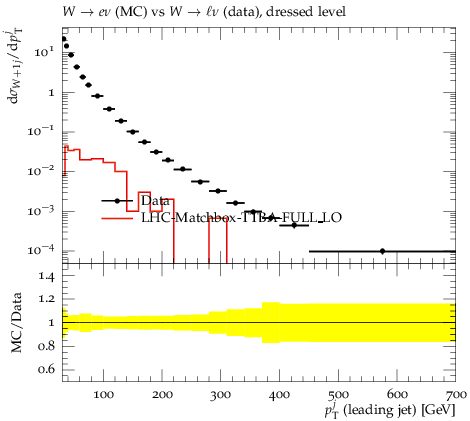 W → eν (MC) vs W → ℓν (data), dressed level
dσ_{W+1j}/dp_T^j
10^1
1
10^−1
10^−2
10^−3
10^−4
Data
LHC-Matchbox-TTBA-FULL_LO
MC/Data
1.4
1.2
1
0.8
0.6
100 200 300 400 500 600 700
p_T^j (leading jet) [GeV]